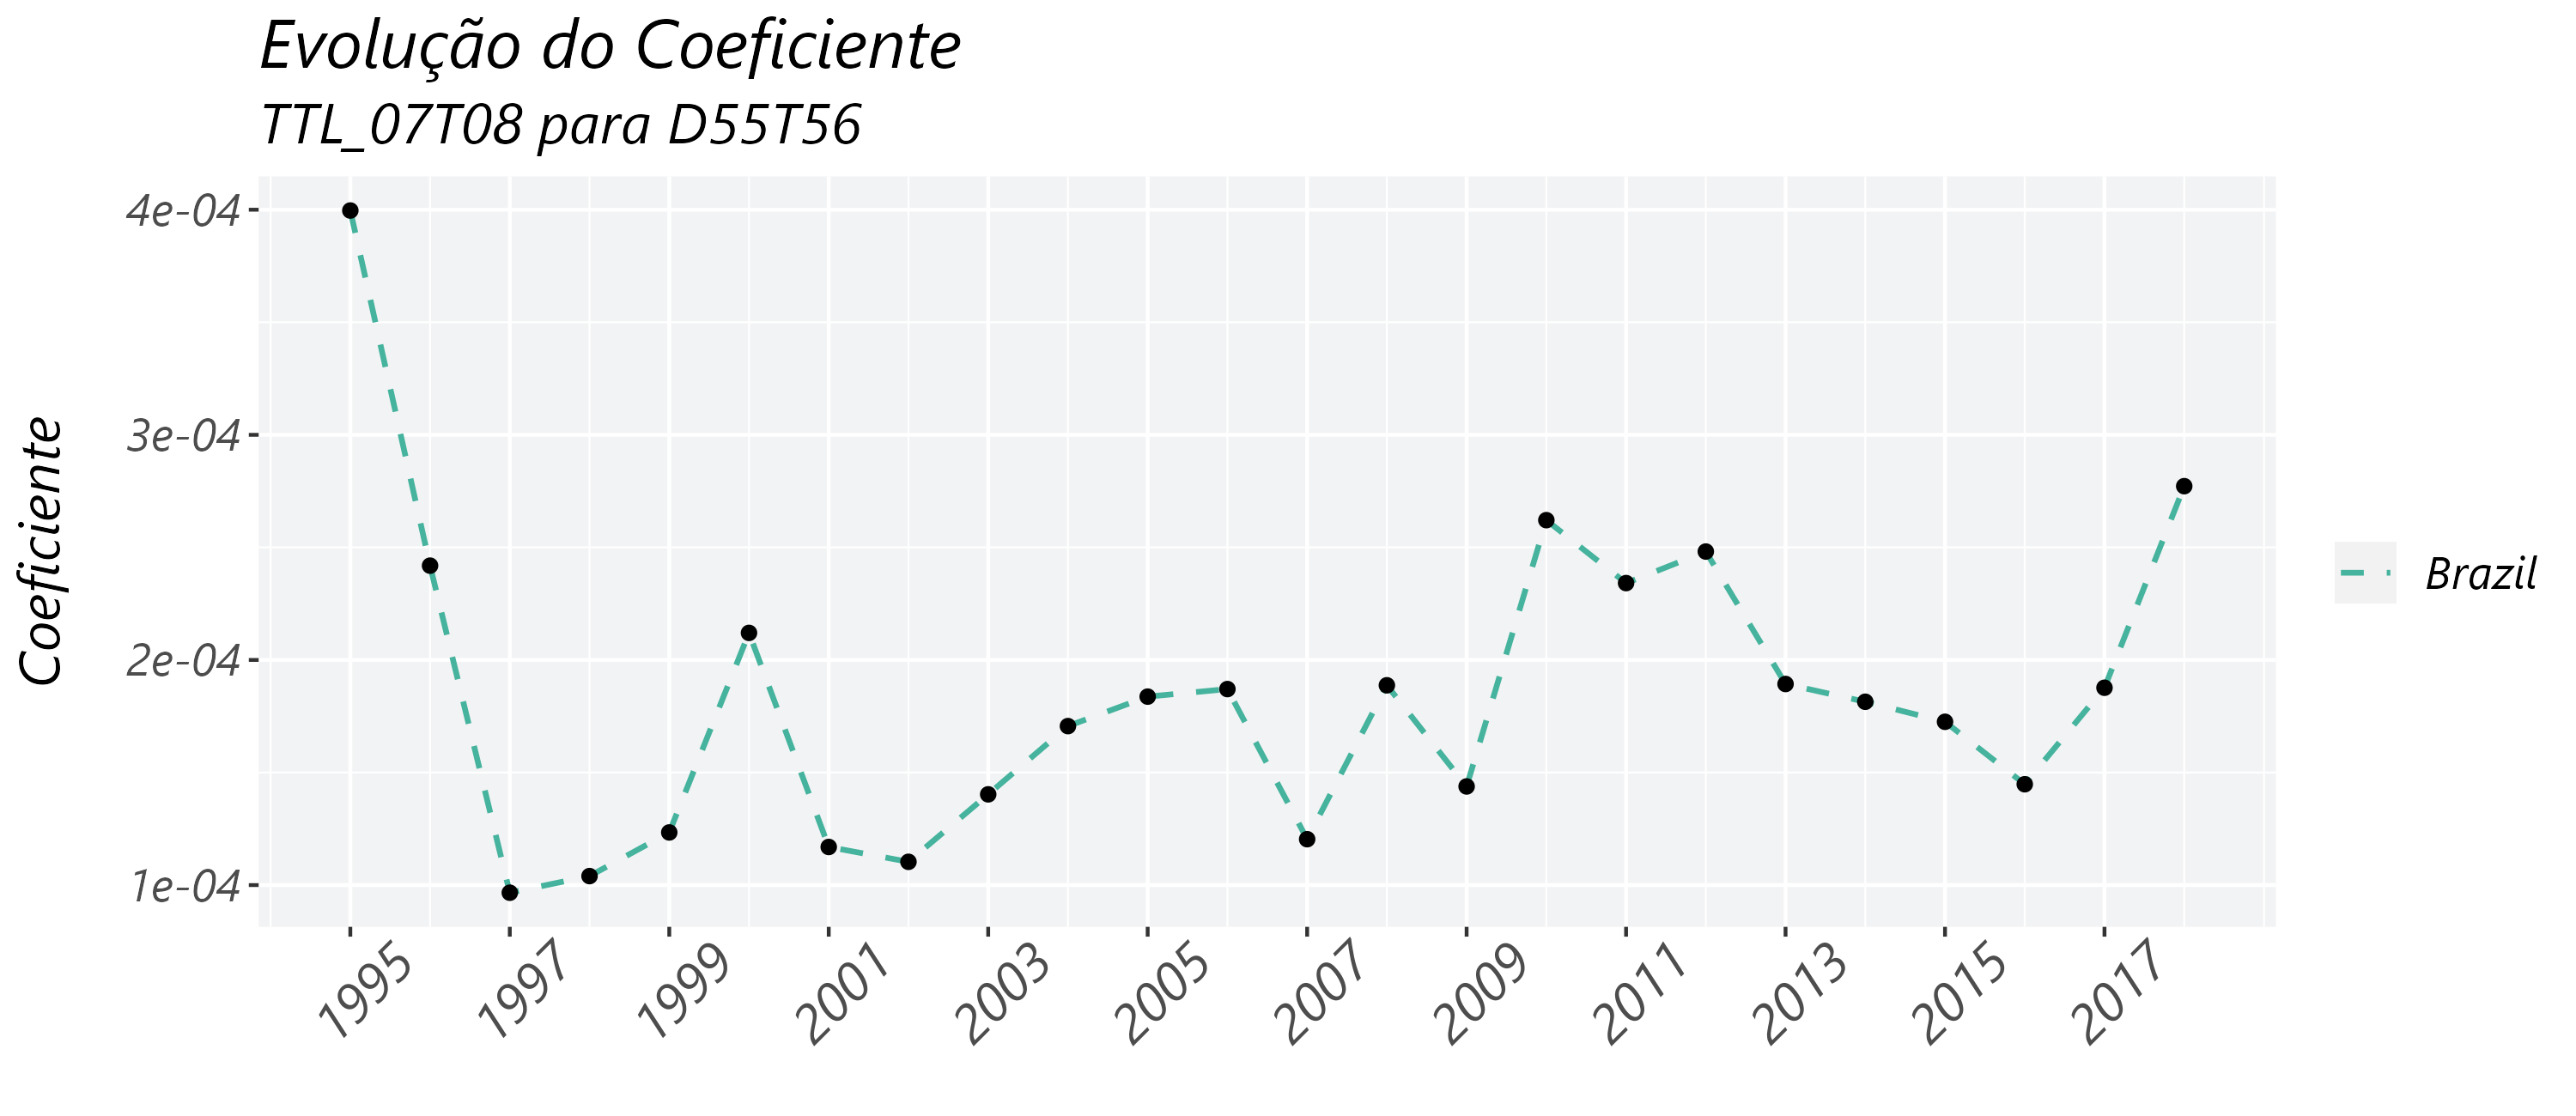 Evolução do Coeficiente
TTL_07T08 para D55T56
Coeficiente
4e-04
3e-04
2e-04
1e-04
1995
1997
1999
2001
2003
2005
2007
2009
2011
2013
2015
2017
Brazil